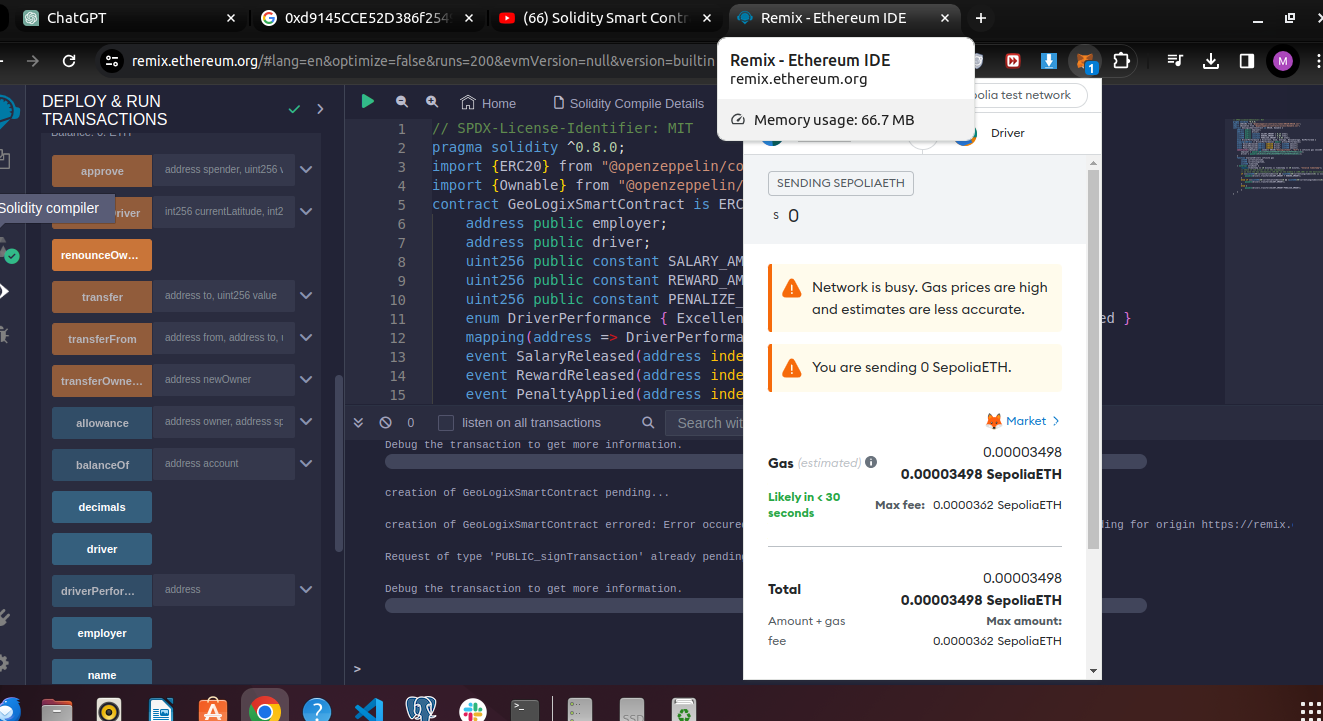 ChatGPT
0xd9145CCE52D386f254
(66) Solidity Smart Contr
Remix - Ethereum IDE
remix.ethereum.org/#lang=en&optimize=false&runs=200&evmVersion=null&version=builtin
1
M
Remix - Ethereum IDE
remix.ethereum.org
Memory usage: 66.7 MB
DEPLOY & RUN
TRANSACTIONS
Balance: 0. ETH
approve
address spender, uint256 v
Solidity compiler
river
int256 currentLatitude, int2
renounceOw...
transfer
address to, uint256 value
transferFrom
address from, address to, u
transferOwne...
address newOwner
allowance
address owner, address sp
balanceOf
address account
decimals
driver
driverPerfor...
address
employer
name
Home
Solidity Compile Details
1 // SPDX-License-Identifier: MIT
2 pragma solidity ^0.8.0;
3 import {ERC20} from "@openzeppelin/co
4 import {Ownable} from "@openzeppelin/
5 contract GeoLogixSmartContract is ERC
6 address public employer;
7 address public driver;
8 uint256 public constant SALARY_AM
9 uint256 public constant REWARD_AM
10 uint256 public constant PENALIZE_
11 enum DriverPerformance { Excellen
ed }
12 mapping(address => DriverPerforma
13 event SalaryReleased(address inde
14 event RewardReleased(address inde
15 event PenaltyApplied(address inde
0
listen on all transactions
Search wit
Debug the transaction to get more information.
creation of GeoLogixSmartContract pending...
creation of GeoLogixSmartContract errored: Error occured
ding for origin https://remix.
Request of type 'PUBLIC_signTransaction' already pending
Debug the transaction to get more information.
>
polia test network
Driver
SENDING SEPOLIAETH
S 0
Network is busy. Gas prices are high
and estimates are less accurate.
You are sending 0 SepoliaETH.
Market
Gas (estimated)
0.00003498
0.00003498 SepoliaETH
Likely in < 30
seconds
Max fee: 0.0000362 SepoliaETH
Total
0.00003498
0.00003498 SepoliaETH
Amount + gas
fee
Max amount:
0.0000362 SepoliaETH
SSD